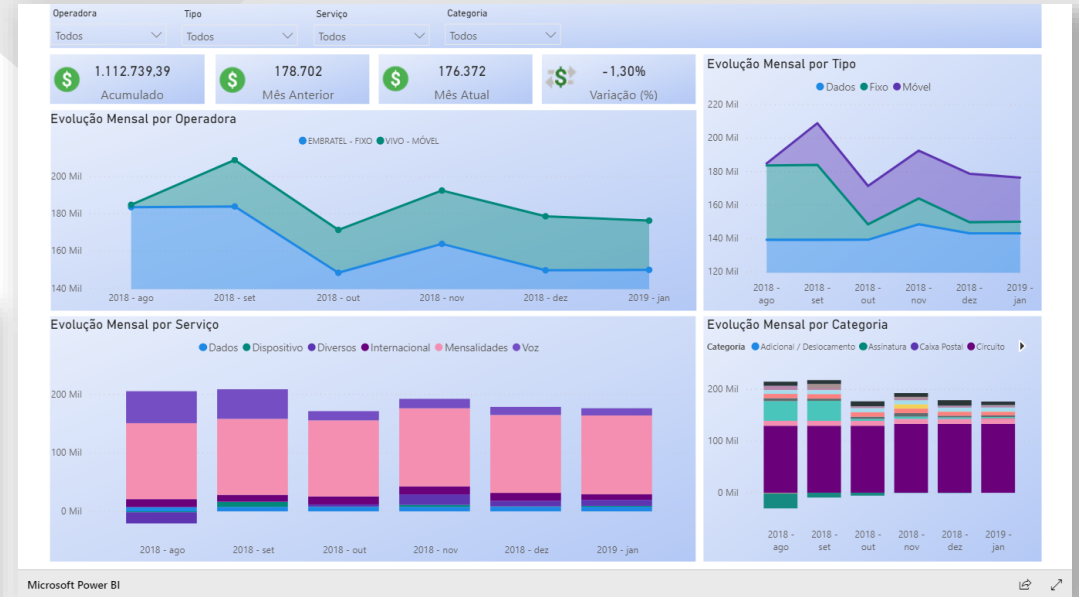 Operadora Tipo Serviço Categoria
Todos Todos Todos Todos
1.112.739,39
Acumulado
178.702
Mês Anterior
176.372
Mês Atual
-1,30%
Variação (%)
Evolução Mensal por Operadora
EMBRATEL - FIXO VIVO - MÓVEL
200 Mil
180 Mil
160 Mil
140 Mil
2018 - ago 2018 - set 2018 - out 2018 - nov 2018 - dez 2019 - jan
Evolução Mensal por Tipo
Dados Fixo Móvel
220 Mil
200 Mil
180 Mil
160 Mil
140 Mil
120 Mil
2018 - 2018 - 2018 - 2018 - 2018 - 2019 -
ago set out nov dez jan
Evolução Mensal por Serviço
Dados Dispositivo Diversos Internacional Mensalidades Voz
200 Mil
100 Mil
0 Mil
2018 - ago 2018 - set 2018 - out 2018 - nov 2018 - dez 2019 - jan
Evolução Mensal por Categoria
Categoria Adicional / Deslocamento Assinatura Caixa Postal Circuito
200 Mil
100 Mil
0 Mil
2018 - 2018 - 2018 - 2018 - 2018 - 2019 -
ago set out nov dez jan
Microsoft Power BI